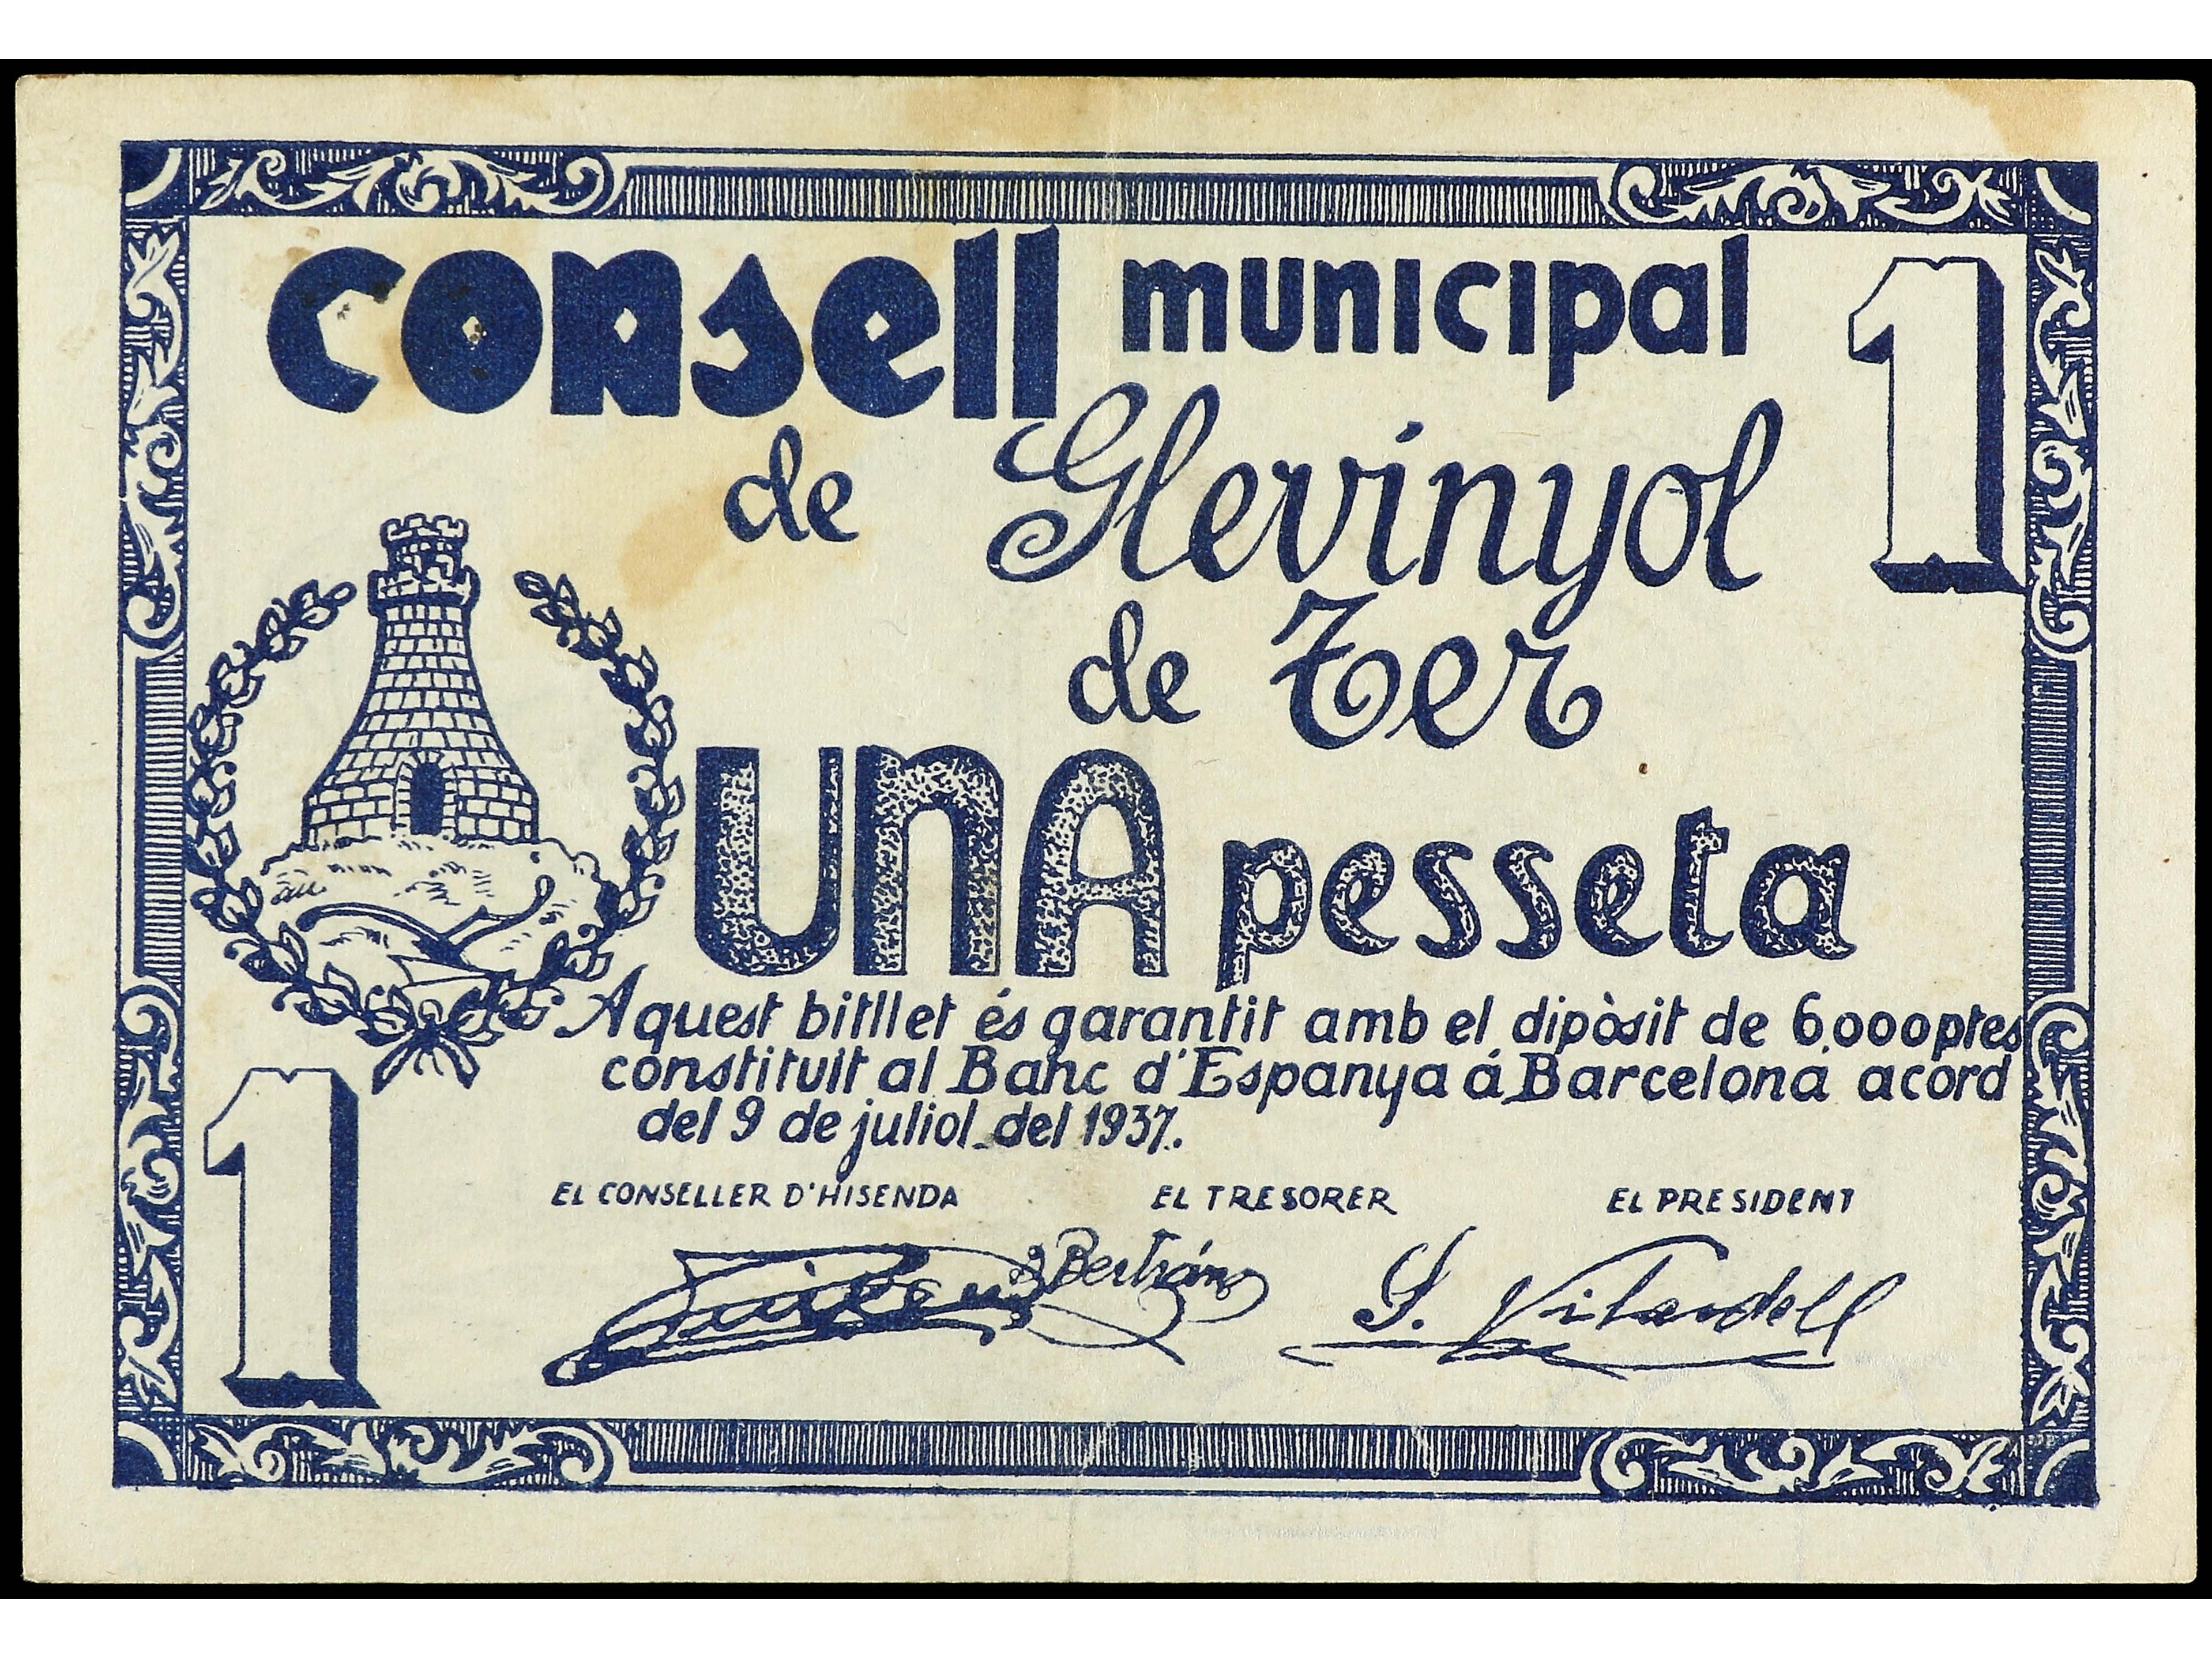 consell municipal 1
de Glevinyol
de Ter
UNA pesseta
Aquest bitllet és garantit amb el dipòsit de 6.000 ptes
constituït al Banc d'Espanya á Barcelona acord
del 9 de juliol del 1937.
1
EL CONSELLER D'HISENDA EL TRESORER EL PRESIDENT
Bertrán S. Vilardell